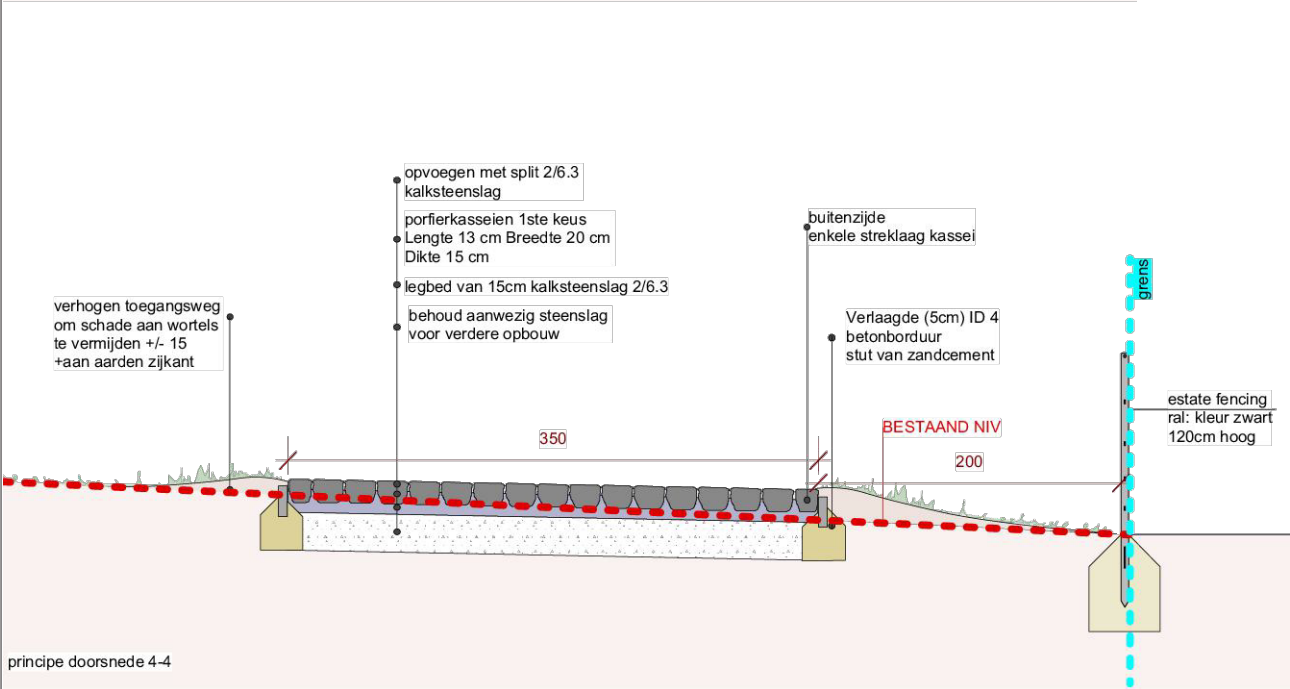 opvoegen met split 2/6.3
kalksteenslag
porfierkasseien 1ste keus
Lengte 13 cm Breedte 20 cm
Dikte 15 cm
legbed van 15cm kalksteenslag 2/6.3
behoud aanwezig steenslag
voor verdere opbouw
verhogen toegangsweg
om schade aan wortels
te vermijden +/- 15
+aan aarden zijkant
buitenzijde
enkele streklaag kassei
Verlaagde (5cm) ID 4
betonborduur
stut van zandcement
grens
estate fencing
ral: kleur zwart
120cm hoog
350
BESTAAND NIV
200
principe doorsnede 4-4